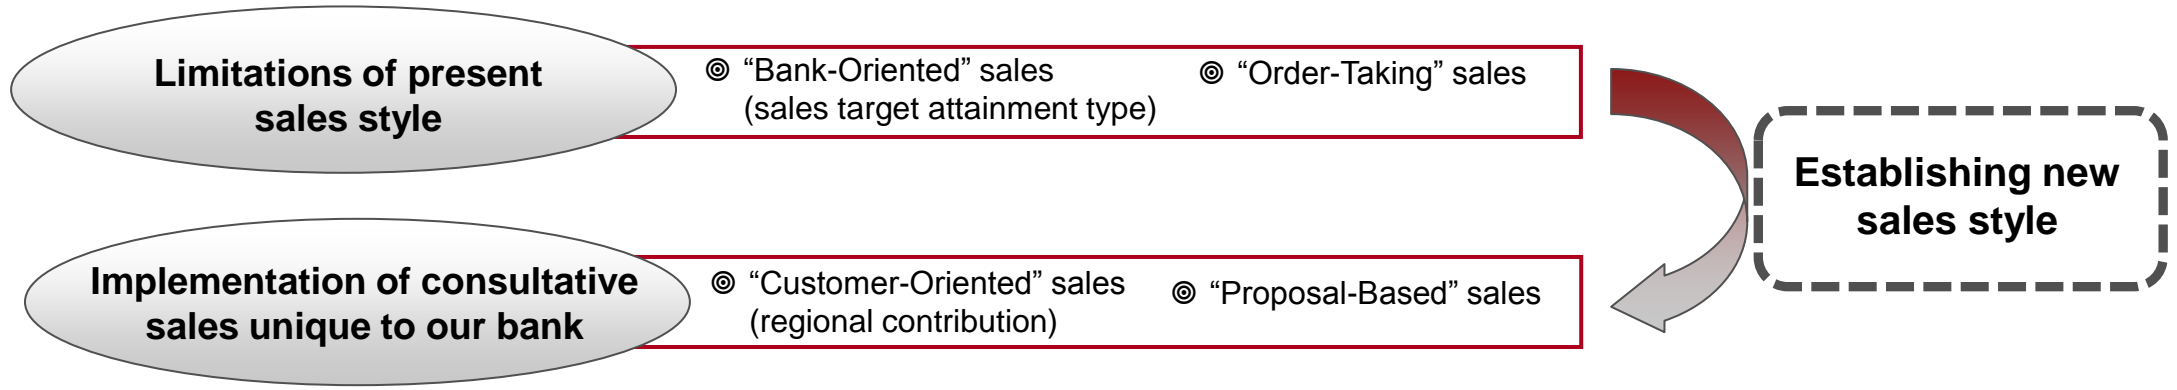 Limitations of present
sales style
◎ “Bank-Oriented” sales
(sales target attainment type)
◎ “Order-Taking” sales
Establishing new
sales style
Implementation of consultative
sales unique to our bank
◎ “Customer-Oriented” sales
(regional contribution)
◎ “Proposal-Based” sales